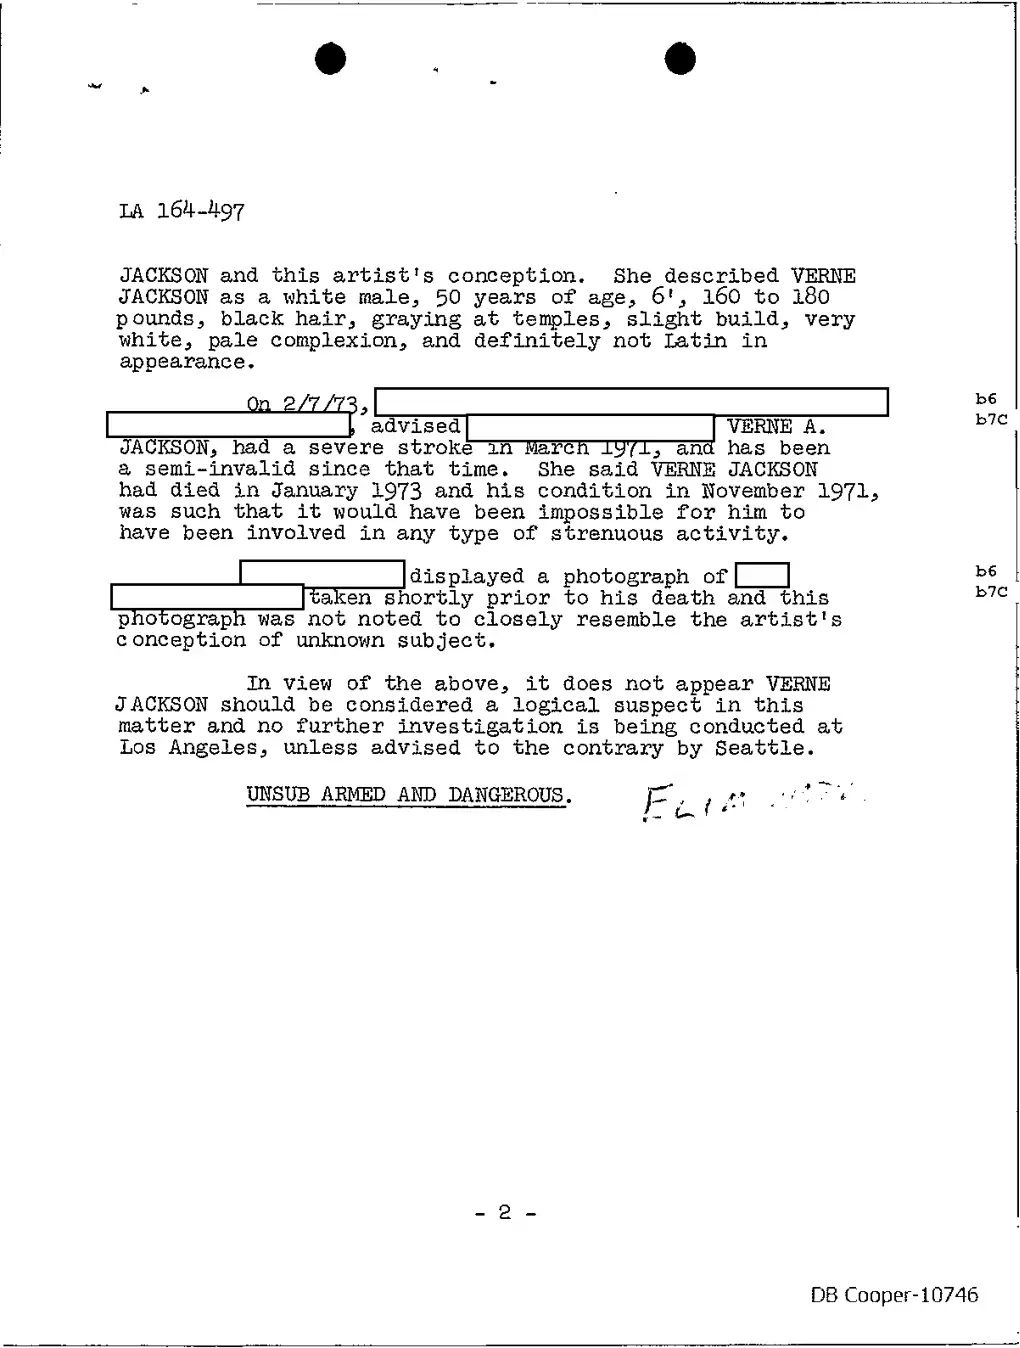 LA 164-497
JACKSON and this artist's conception. She described VERNE
JACKSON as a white male, 50 years of age, 6', 160 to 180
pounds, black hair, graying at temples, slight build, very
white, pale complexion, and definitely not Latin in
appearance.
On 2/7/73, b6
, advised VERNE A. b7C
JACKSON, had a severe stroke in March 1971, and has been
a semi-invalid since that time. She said VERNE JACKSON
had died in January 1973 and his condition in November 1971,
was such that it would have been impossible for him to
have been involved in any type of strenuous activity.
displayed a photograph of b6
taken shortly prior to his death and this b7C
photograph was not noted to closely resemble the artist's
conception of unknown subject.
In view of the above, it does not appear VERNE
JACKSON should be considered a logical suspect in this
matter and no further investigation is being conducted at
Los Angeles, unless advised to the contrary by Seattle.
UNSUB ARMED AND DANGEROUS.
- 2 -
DB Cooper-10746